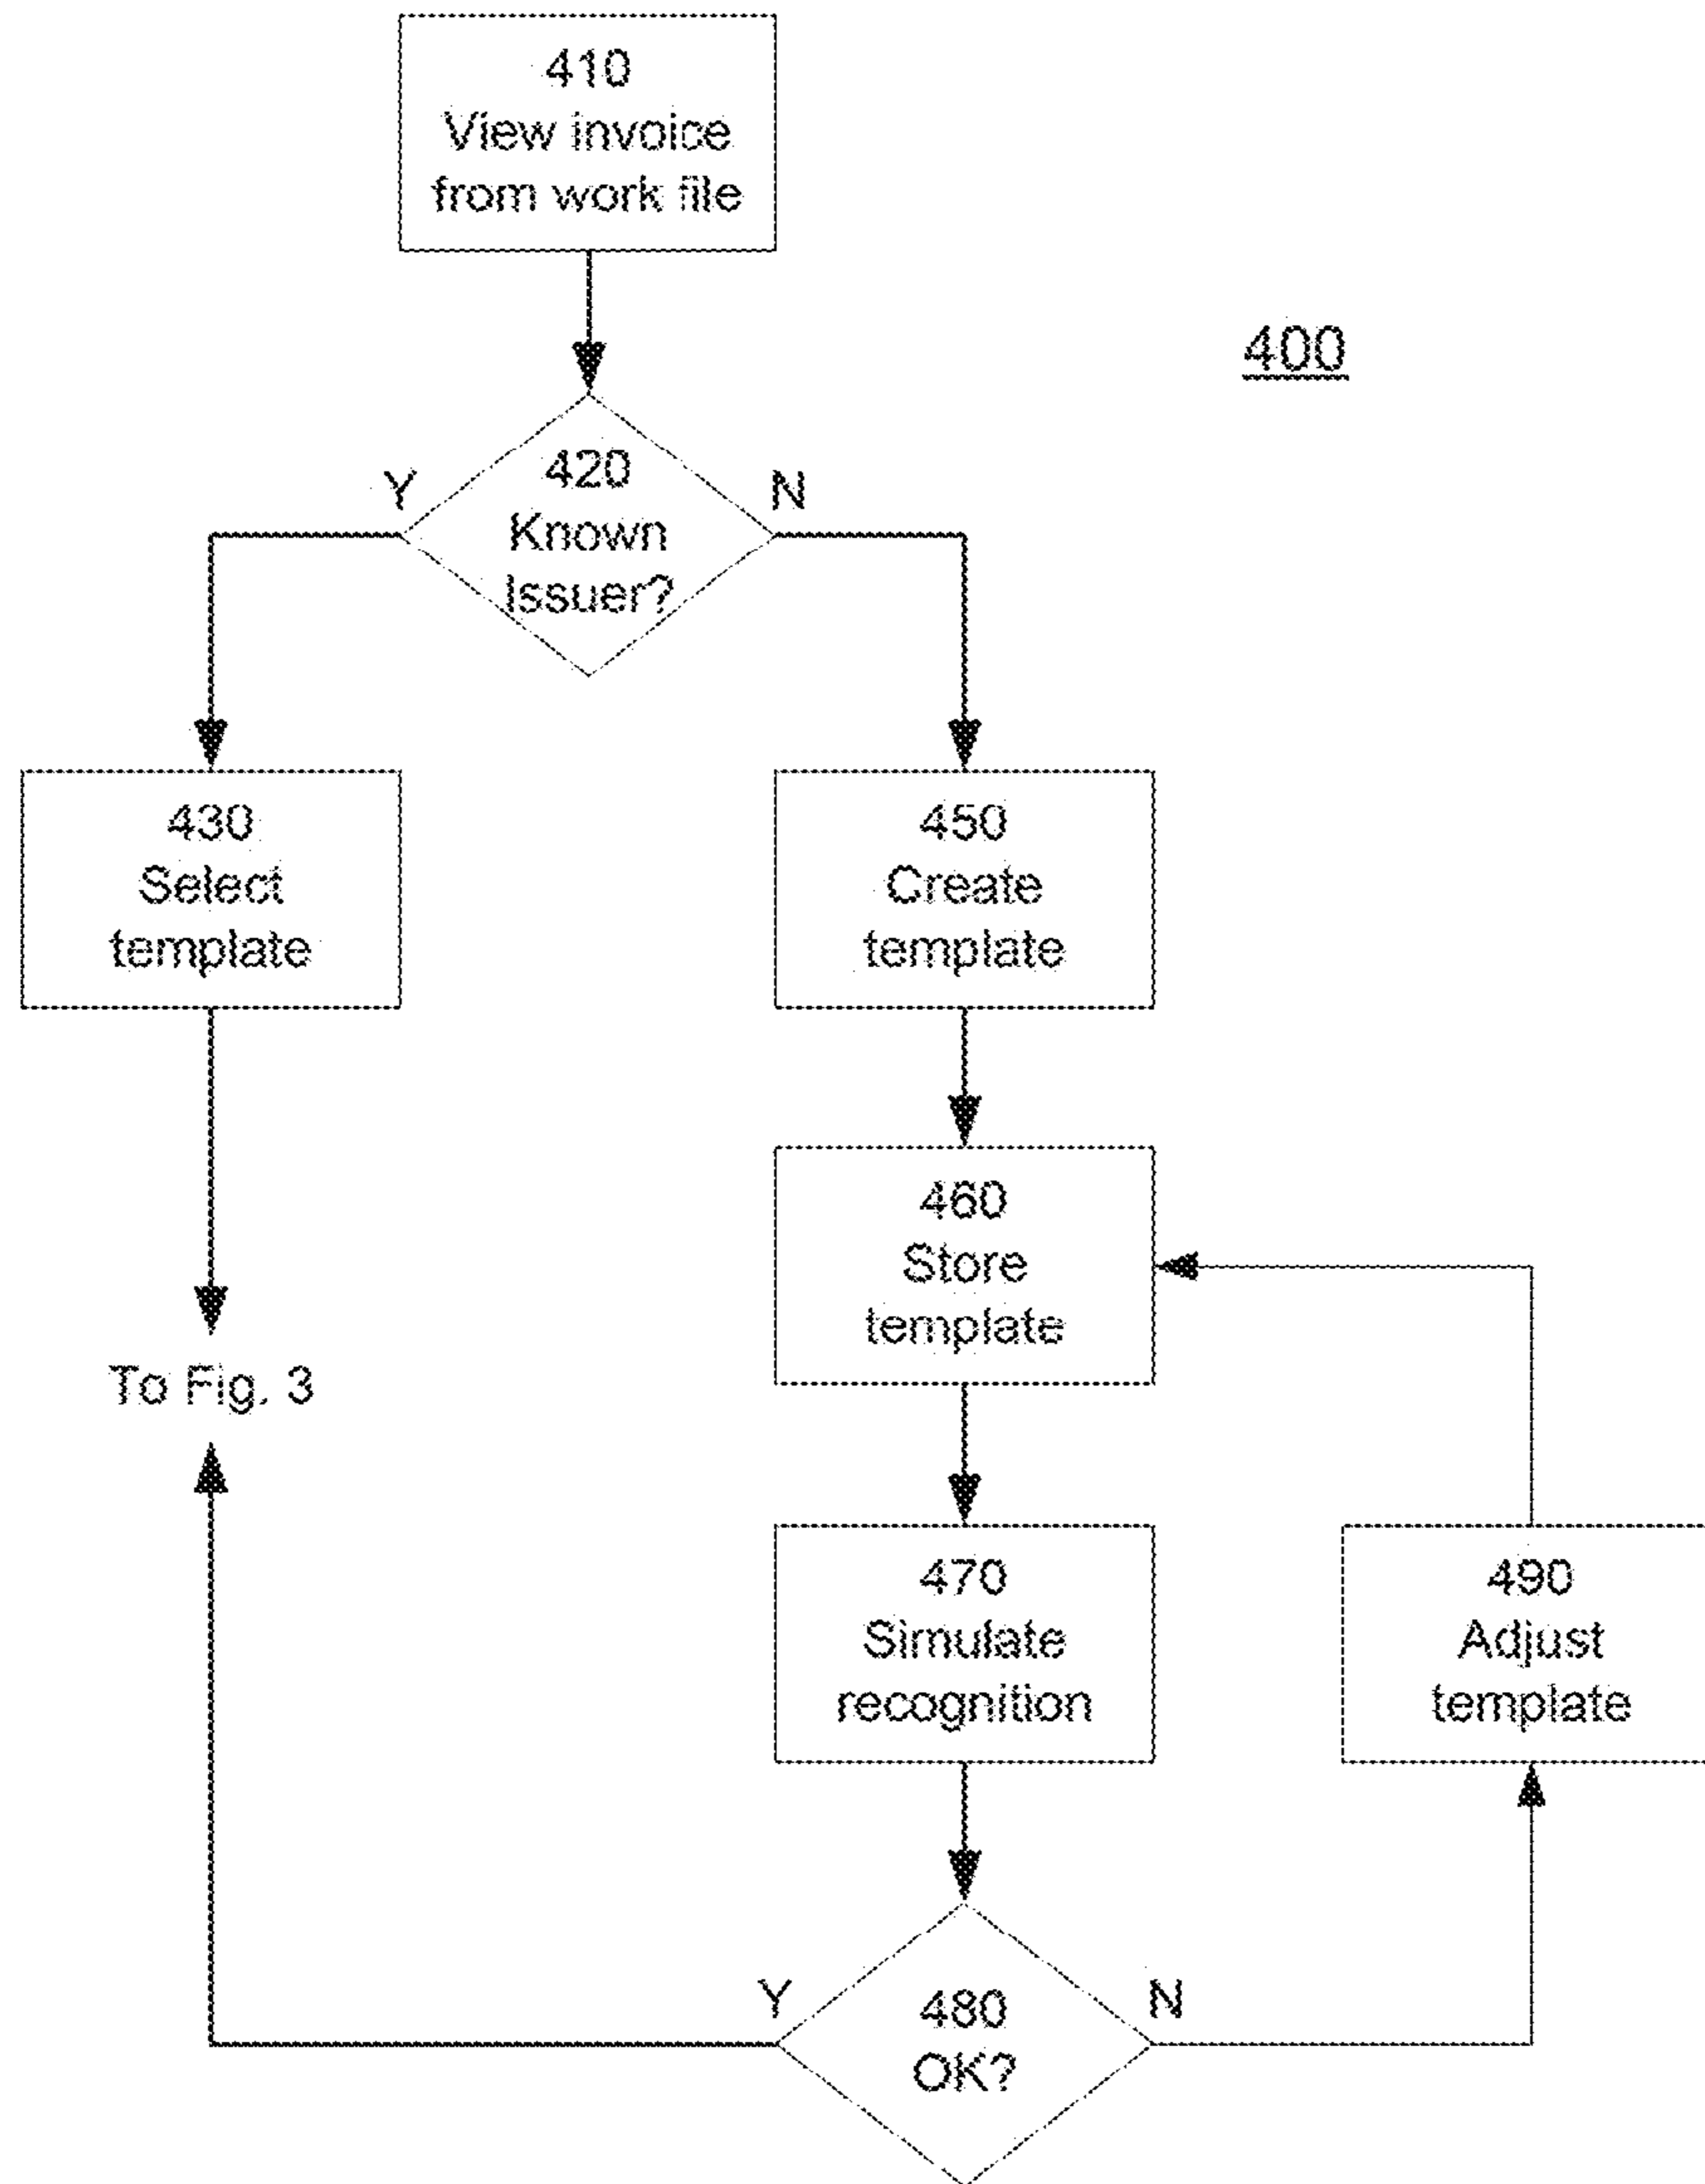 410
View invoice
from work file
400
Y
420
N
Known
Issuer?
430
Select
template
450
Create
template
460
Store
template
To Fig. 3
470
Simulate
recognition
490
Adjust
template
Y
480
N
OK?